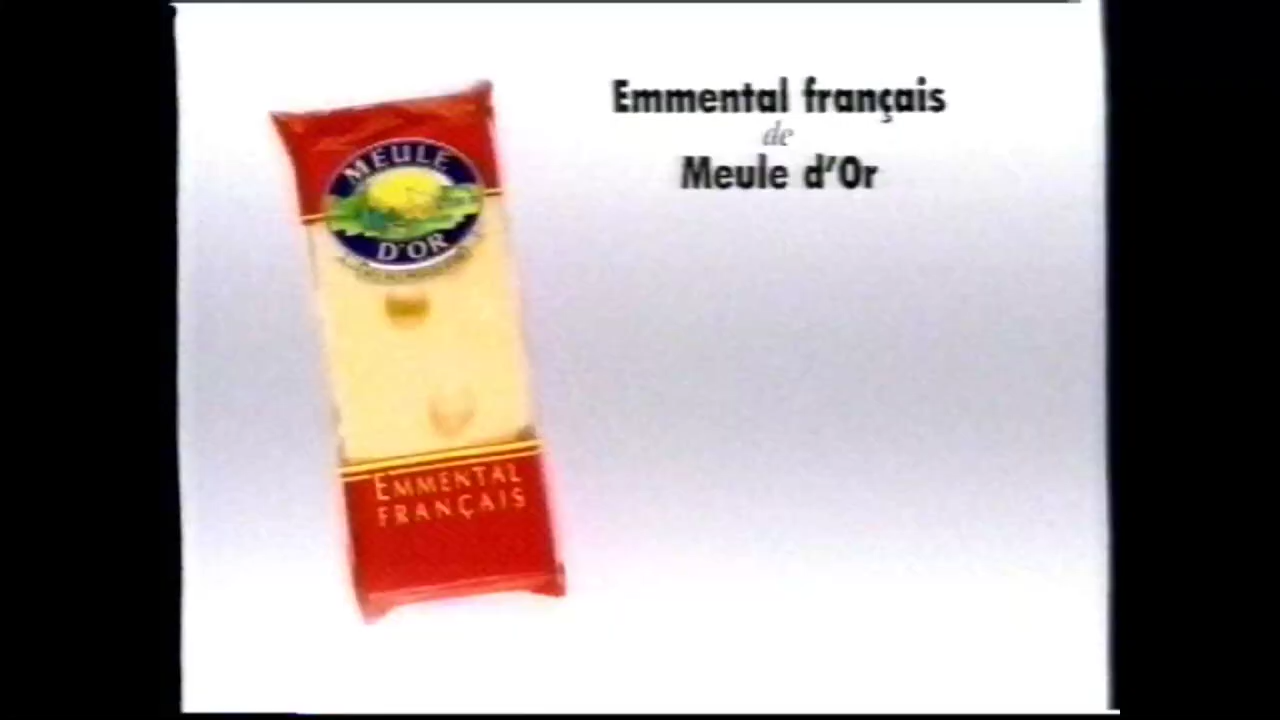 Emmental français
de
Meule d'Or
MEULE
D'OR
EMMENTAL
FRANÇAIS